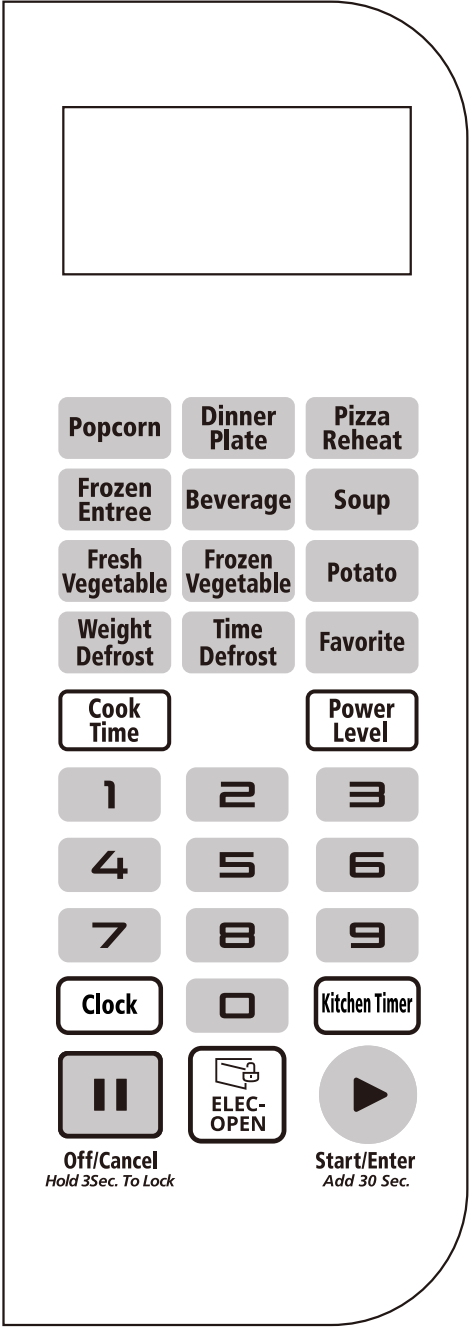 Popcorn
Dinner
Plate
Pizza
Reheat
Frozen
Entree
Beverage
Soup
Fresh
Vegetable
Frozen
Vegetable
Potato
Weight
Defrost
Time
Defrost
Favorite
Cook
Time
Power
Level
1 2 3
4 5 6
7 8 9
Clock
0
Kitchen Timer
ELEC-
OPEN
Off/Cancel
Hold 3Sec. To Lock
Start/Enter
Add 30 Sec.